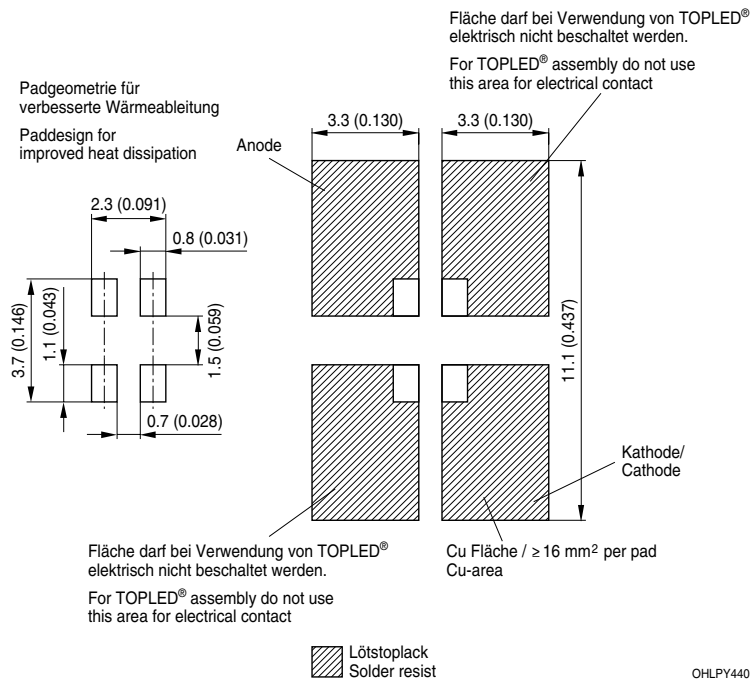 Fläche darf bei Verwendung von TOPLED®
elektrisch nicht beschaltet werden.
For TOPLED® assembly do not use
this area for electrical contact
Padgeometrie für
verbesserte Wärmeableitung
Paddesign for
improved heat dissipation
Anode
3.3 (0.130)
3.3 (0.130)
2.3 (0.091)
0.8 (0.031)
3.7 (0.146)
1.1 (0.043)
1.5 (0.059)
0.7 (0.028)
11.1 (0.437)
Kathode/
Cathode
Fläche darf bei Verwendung von TOPLED®
elektrisch nicht beschaltet werden.
For TOPLED® assembly do not use
this area for electrical contact
Cu Fläche / ≥ 16 mm² per pad
Cu-area
Lötstoplack
Solder resist
OHLPY440